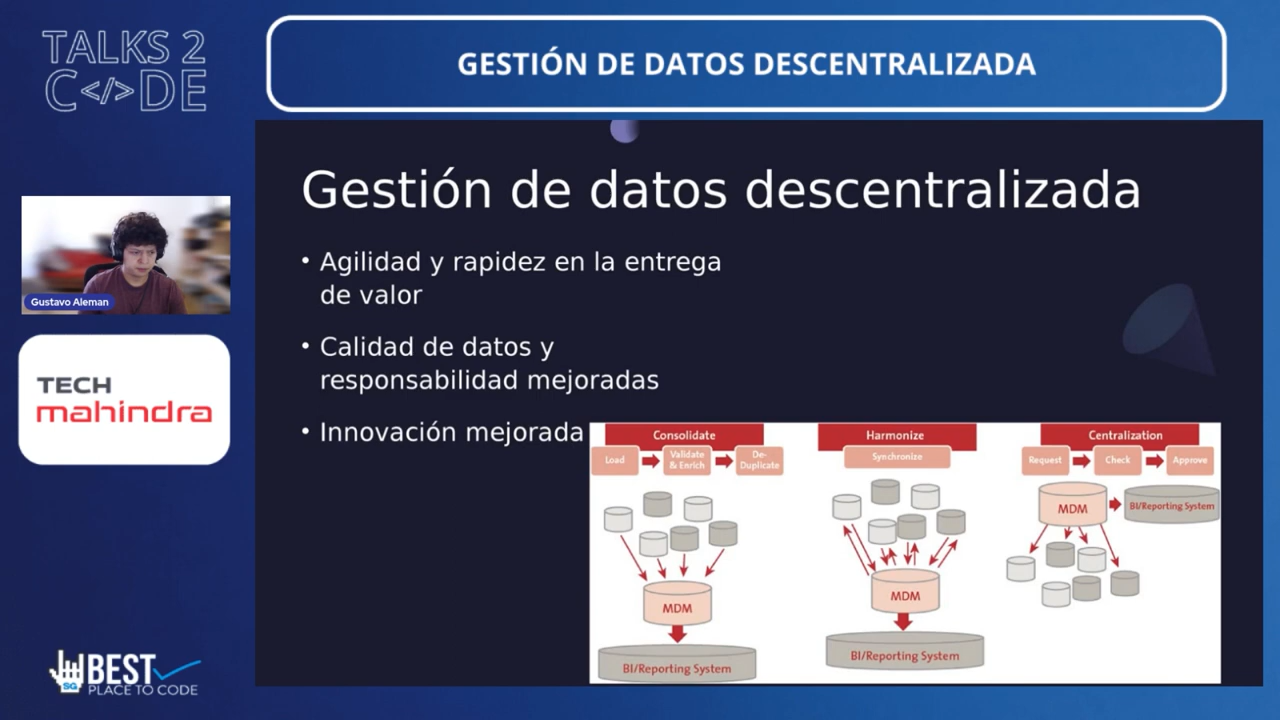 TALKS 2
C</>DE
GESTIÓN DE DATOS DESCENTRALIZADA
Gestión de datos descentralizada
• Agilidad y rapidez en la entrega
de valor
• Calidad de datos y
responsabilidad mejoradas
• Innovación mejorada
Gustavo Aleman
TECH
mahindra
Consolidate
Load
Validate
& Enrich
De-
Duplicate
MDM
BI/Reporting System
Harmonize
Synchronize
MDM
BI/Reporting System
Centralization
Request
Check
Approve
MDM
BI/Reporting System
SG
BEST
PLACE TO CODE